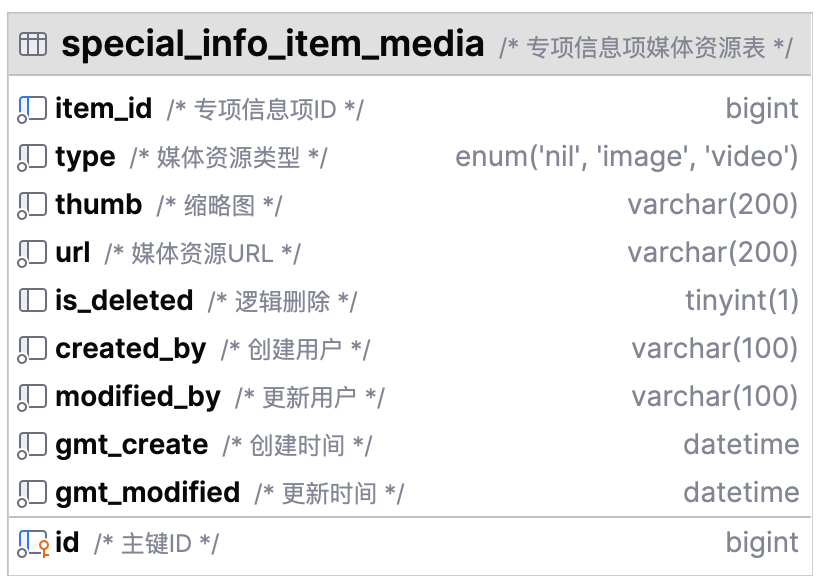 special_info_item_media /* 专项信息项媒体资源表 */
item_id /* 专项信息项ID */ bigint
type /* 媒体资源类型 */ enum('nil', 'image', 'video')
thumb /* 缩略图 */ varchar(200)
url /* 媒体资源URL */ varchar(200)
is_deleted /* 逻辑删除 */ tinyint(1)
created_by /* 创建用户 */ varchar(100)
modified_by /* 更新用户 */ varchar(100)
gmt_create /* 创建时间 */ datetime
gmt_modified /* 更新时间 */ datetime
id /* 主键ID */ bigint